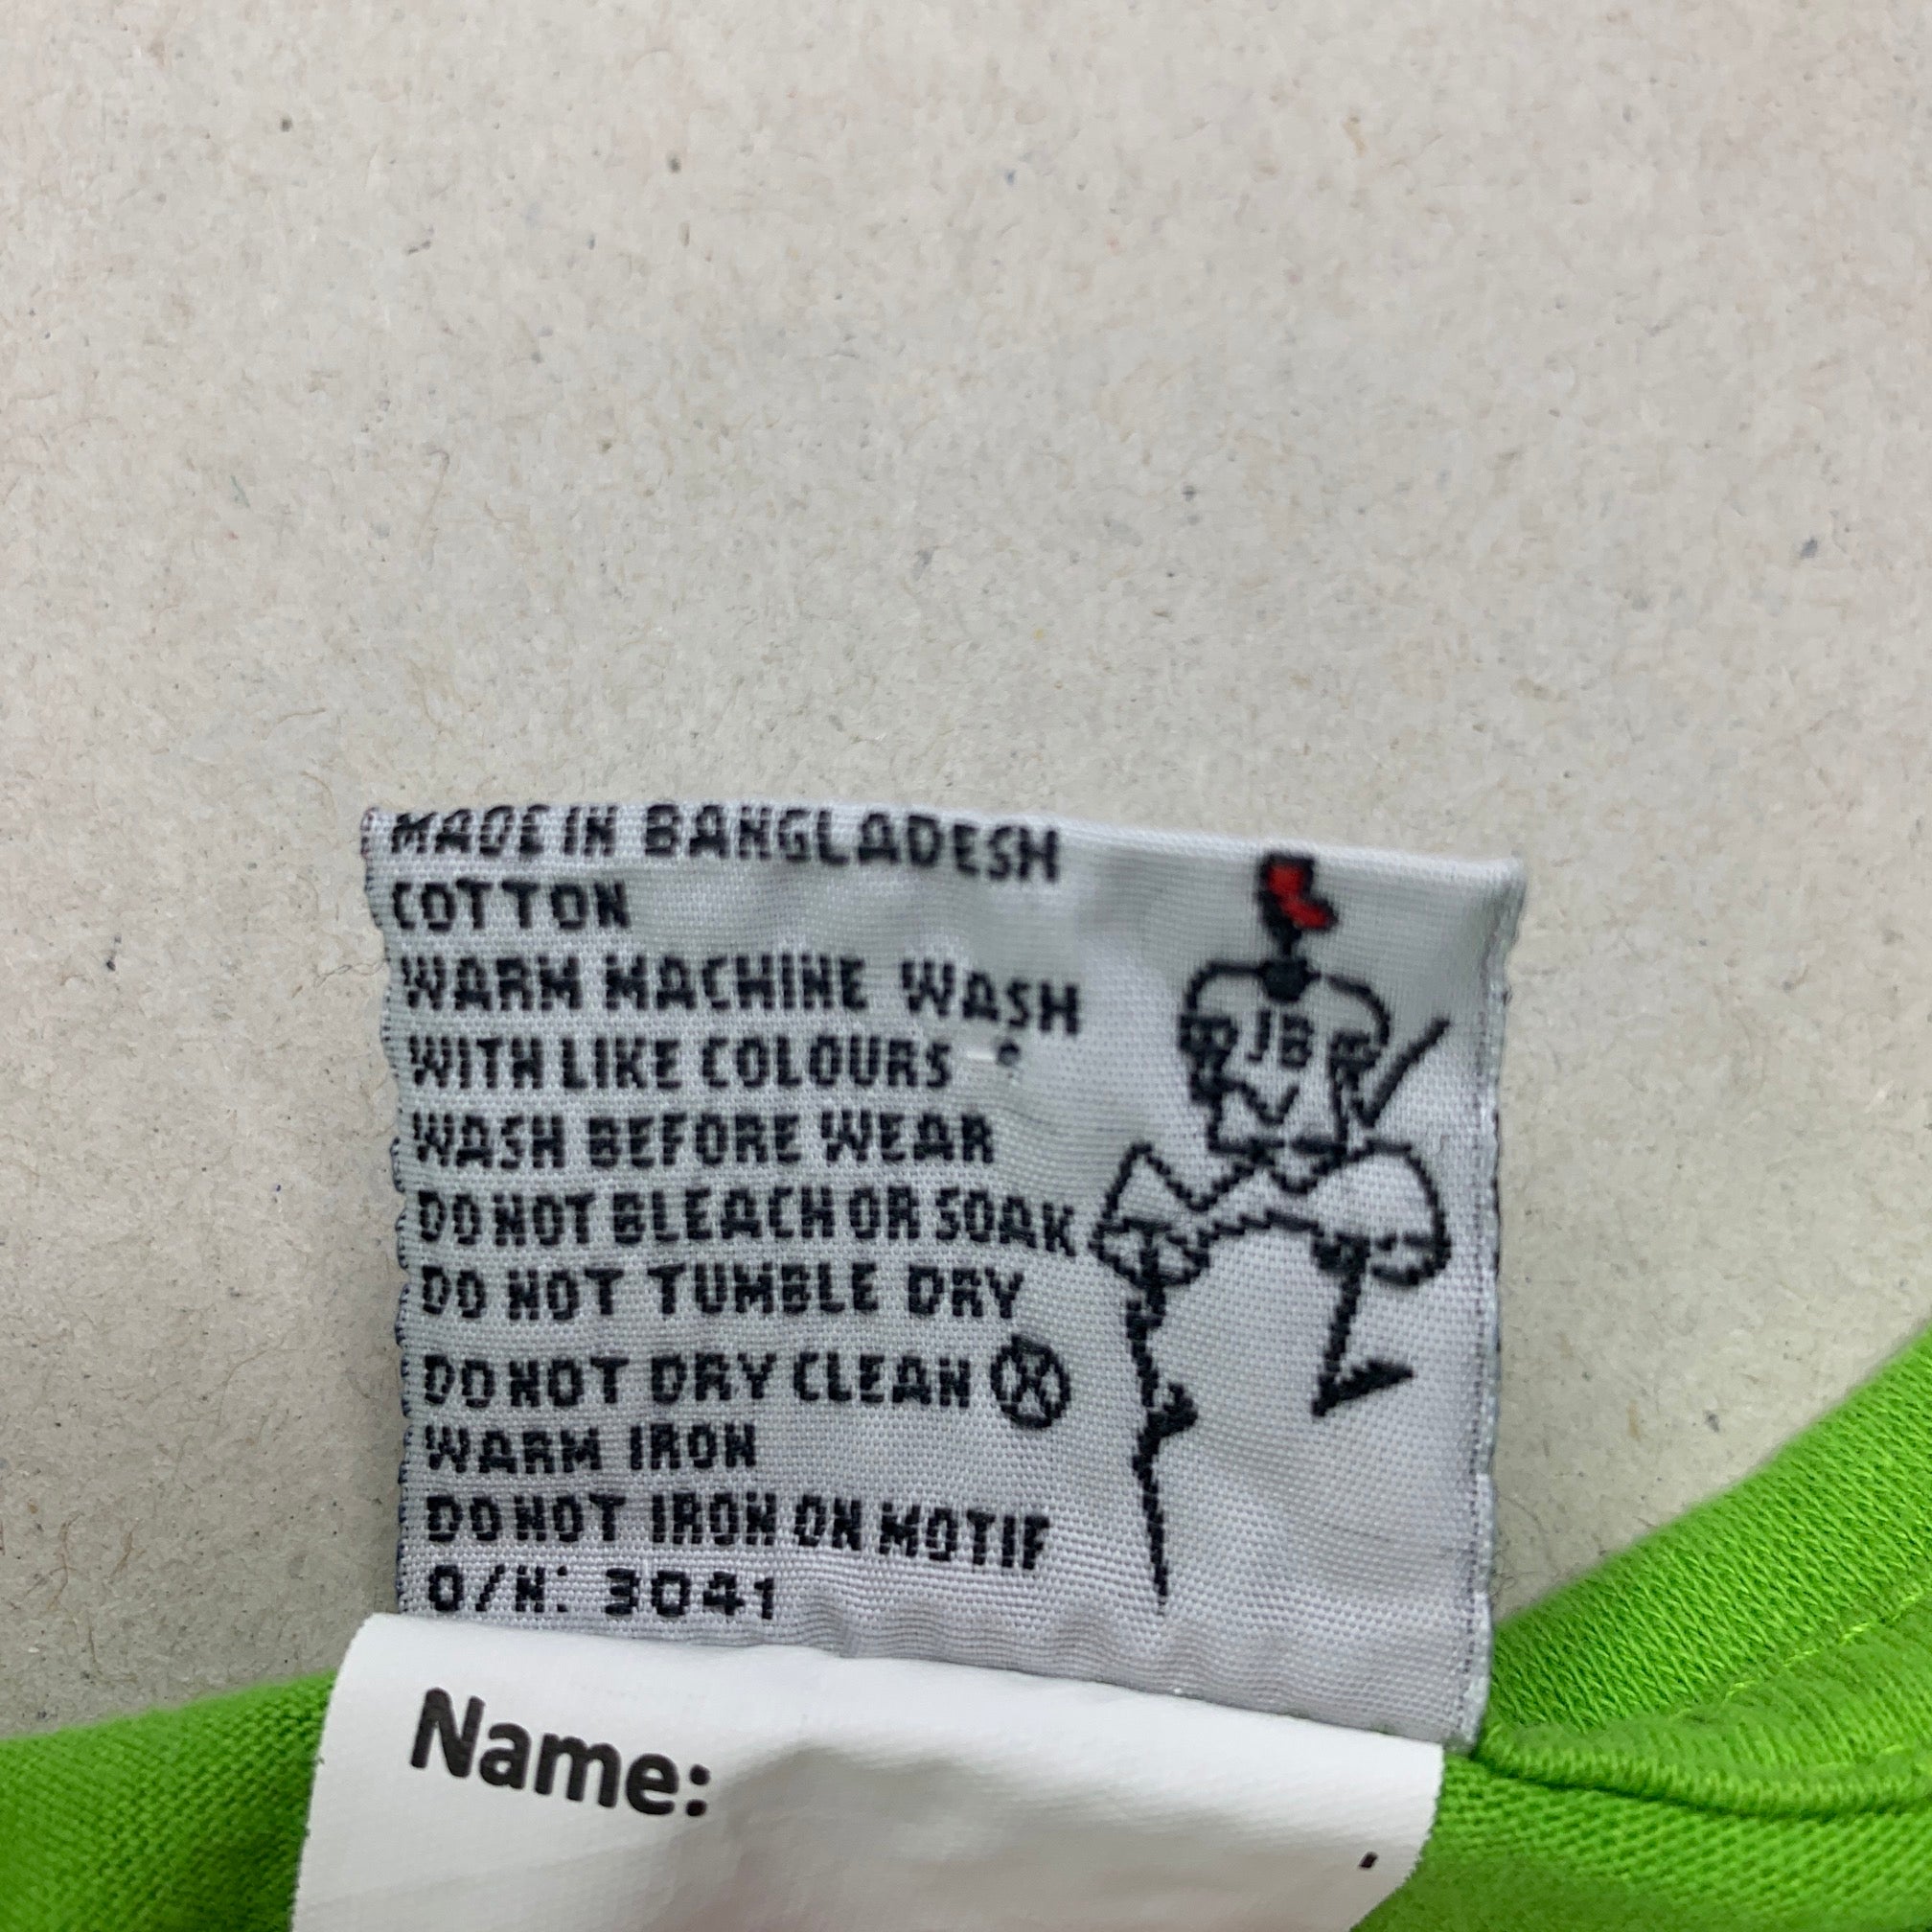 MADE IN BANGLADESH
COTTON
WARM MACHINE WASH
WITH LIKE COLOURS
WASH BEFORE WEAR
DO NOT BLEACH OR SOAK
DO NOT TUMBLE DRY
DO NOT DRY CLEAN
WARM IRON
DO NOT IRON ON MOTIF
O/N: 3041
JB
Name: